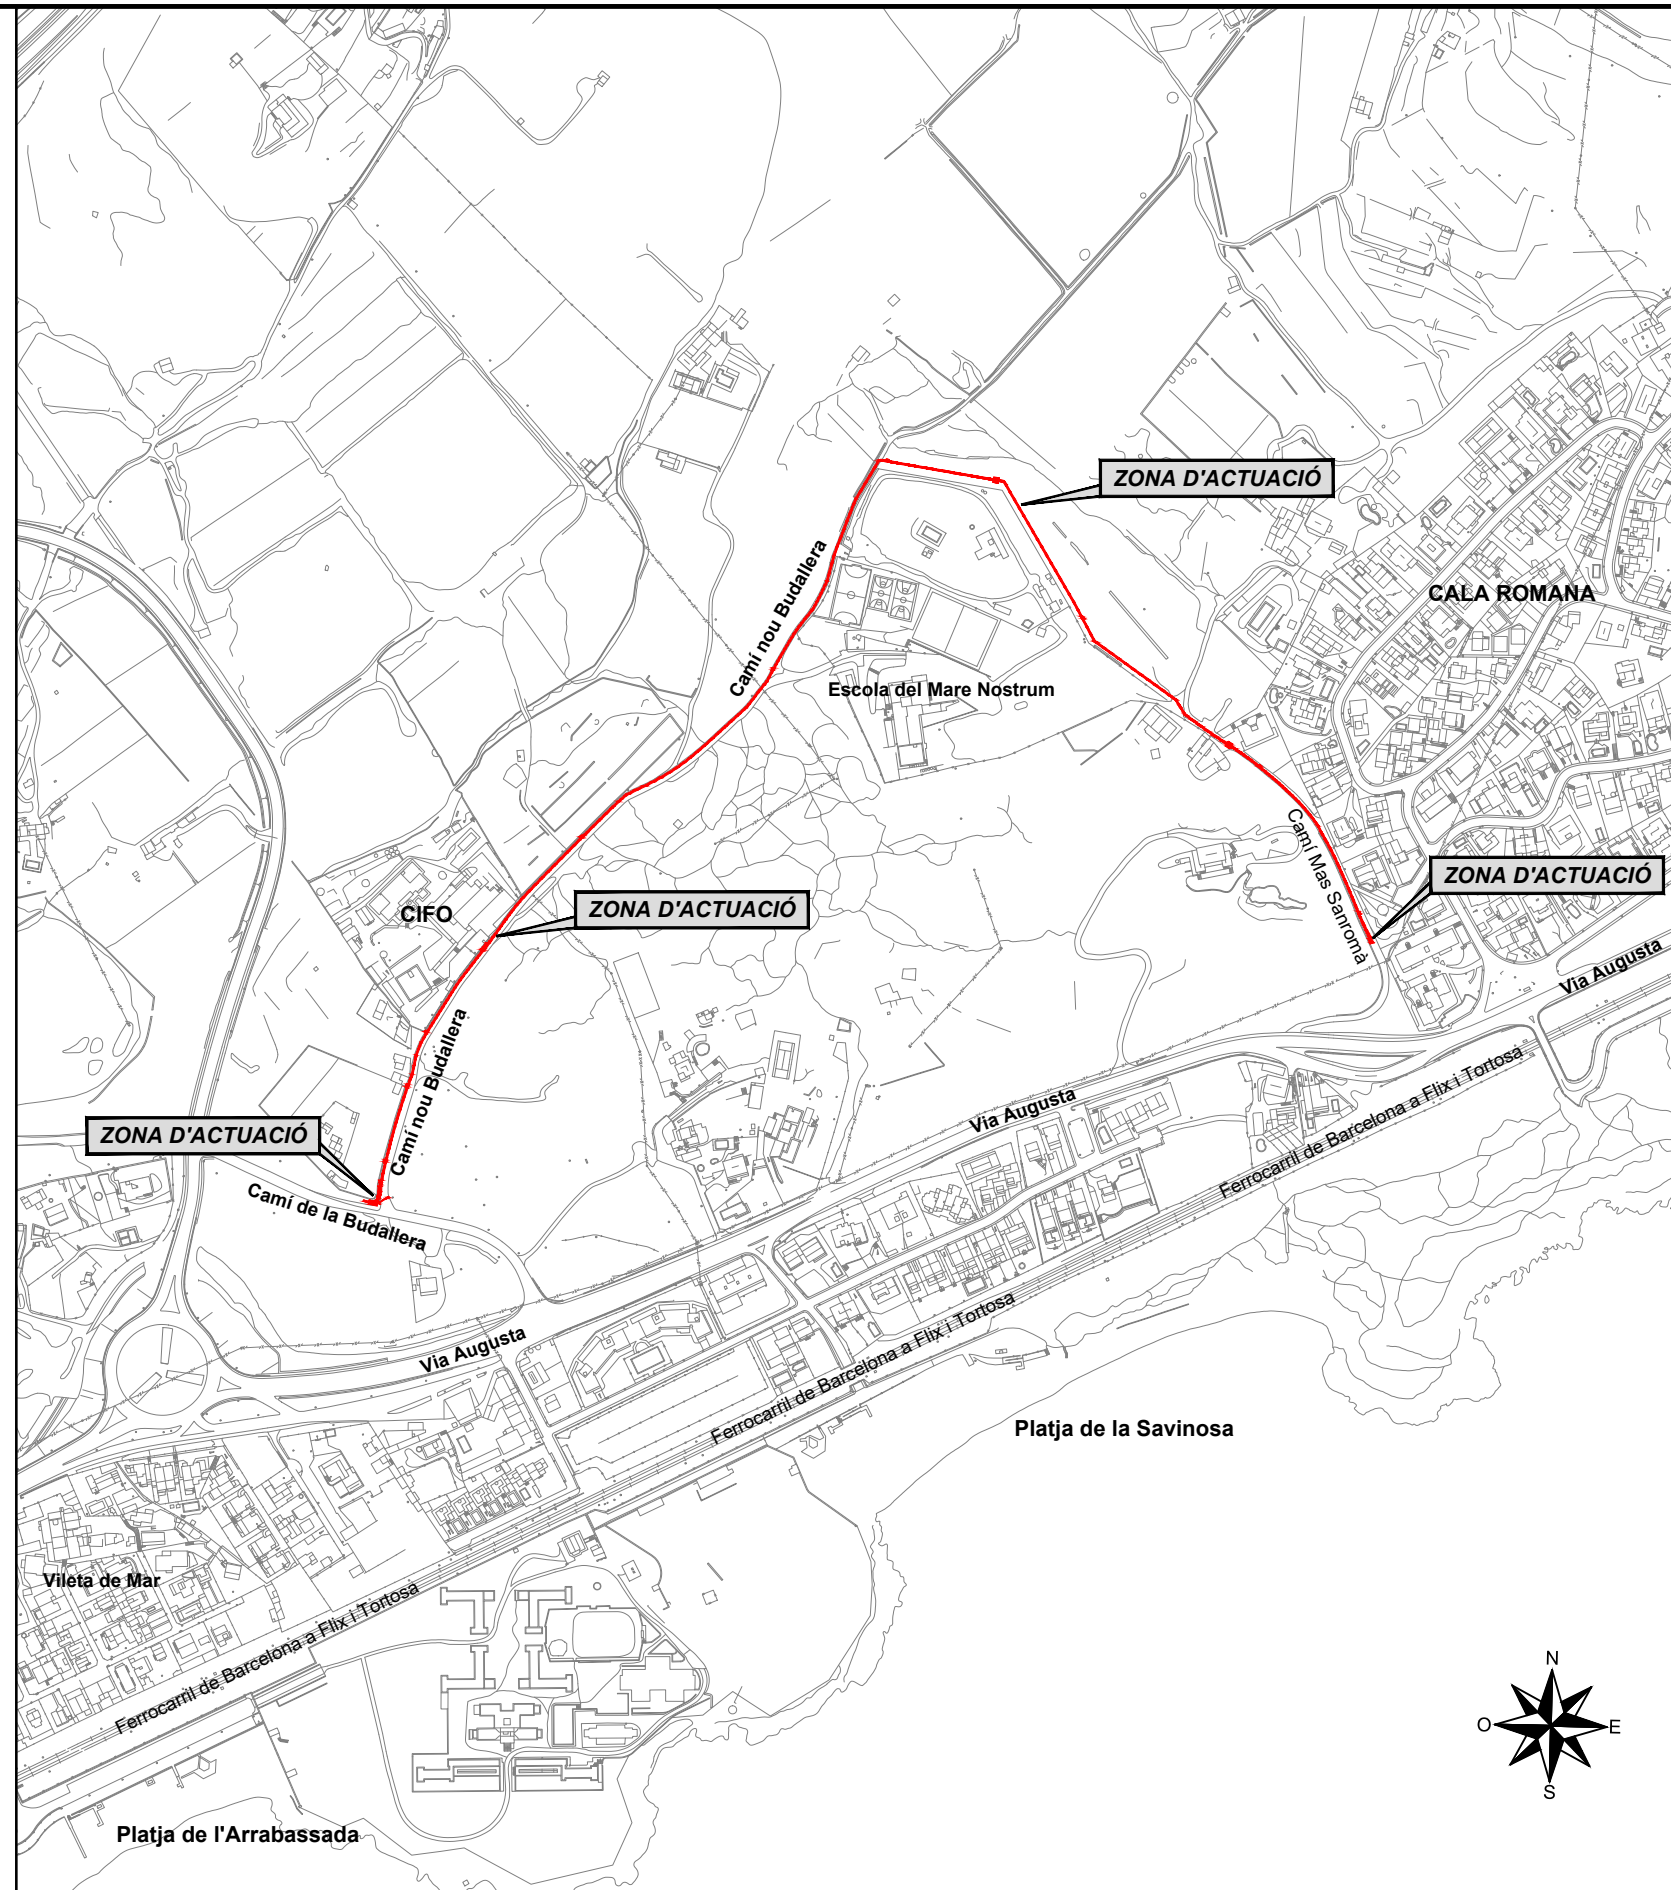 ZONA D'ACTUACIÓ
Camí nou Budallera
CALA ROMANA
Escola del Mare Nostrum
Camí Mas Sanromà
ZONA D'ACTUACIÓ
CIFO
ZONA D'ACTUACIÓ
Via Augusta
Camí nou Budallera
ZONA D'ACTUACIÓ
Via Augusta
Ferrocarril de Barcelona a Flix i Tortosa
Camí de la Budallera
Via Augusta
Ferrocarril de Barcelona a Flix i Tortosa
Platja de la Savinosa
Vileta de Mar
Ferrocarril de Barcelona a Flix i Tortosa
N
O
E
S
Platja de l'Arrabassada